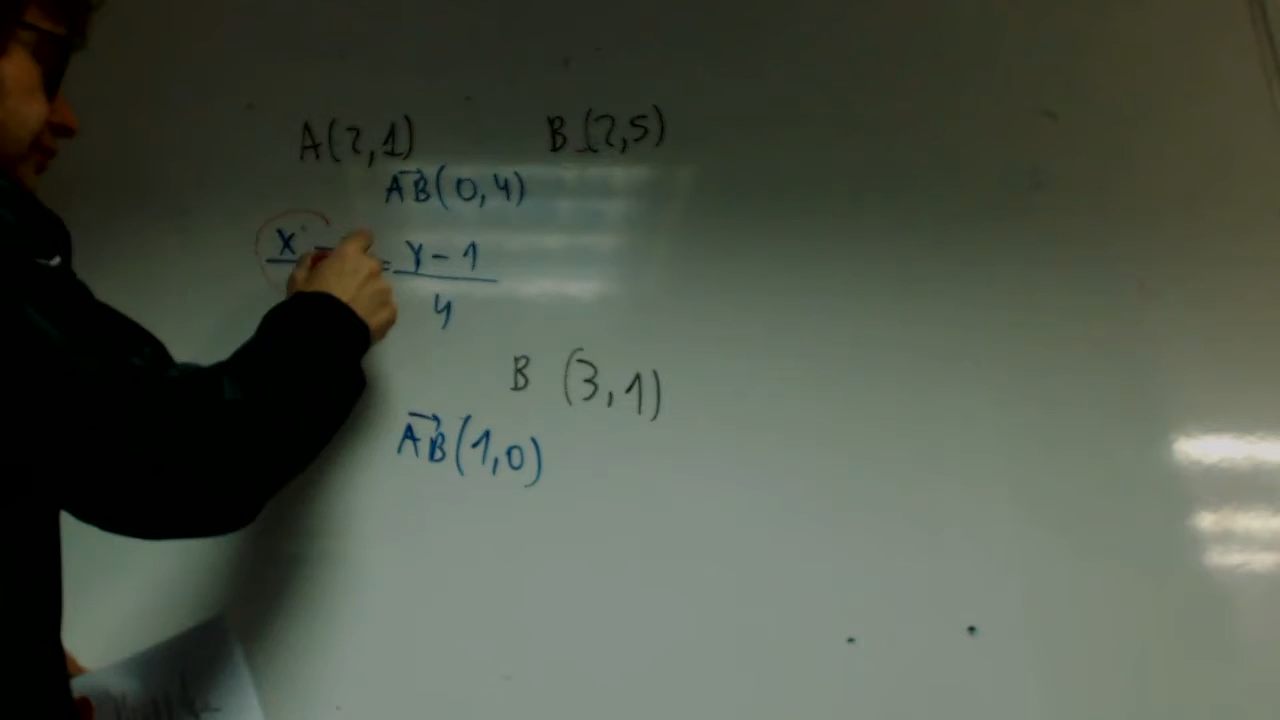 A(2,1) B(2,5)
AB(0,4)
x - = y - 1
4
B (3,1)
AB(1,0)